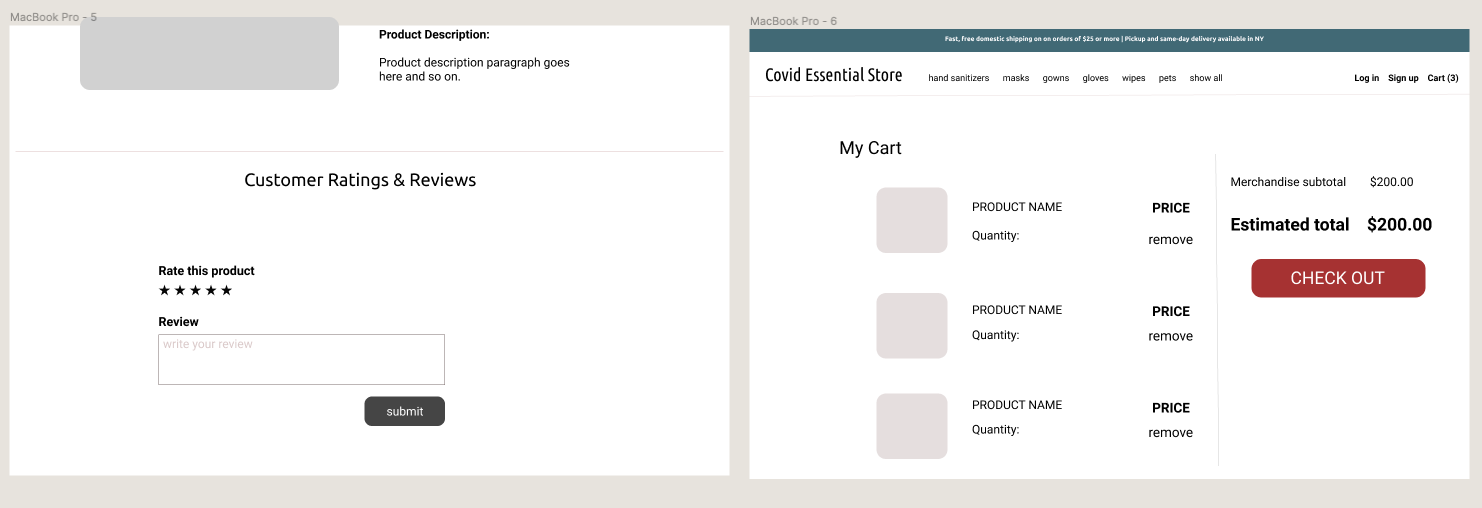 MacBook Pro - 5
Product Description:
Product description paragraph goes
here and so on.
Customer Ratings & Reviews
Rate this product
★ ★ ★ ★ ★
Review
write your review
submit
MacBook Pro - 6
Fast, free domestic shipping on on orders of $25 or more | Pickup and same-day delivery available in NY
Covid Essential Store hand sanitizers masks gowns gloves wipes pets show all Log in Sign up Cart (3)
My Cart
PRODUCT NAME PRICE
Quantity: remove
PRODUCT NAME PRICE
Quantity: remove
PRODUCT NAME PRICE
Quantity: remove
Merchandise subtotal $200.00
Estimated total $200.00
CHECK OUT